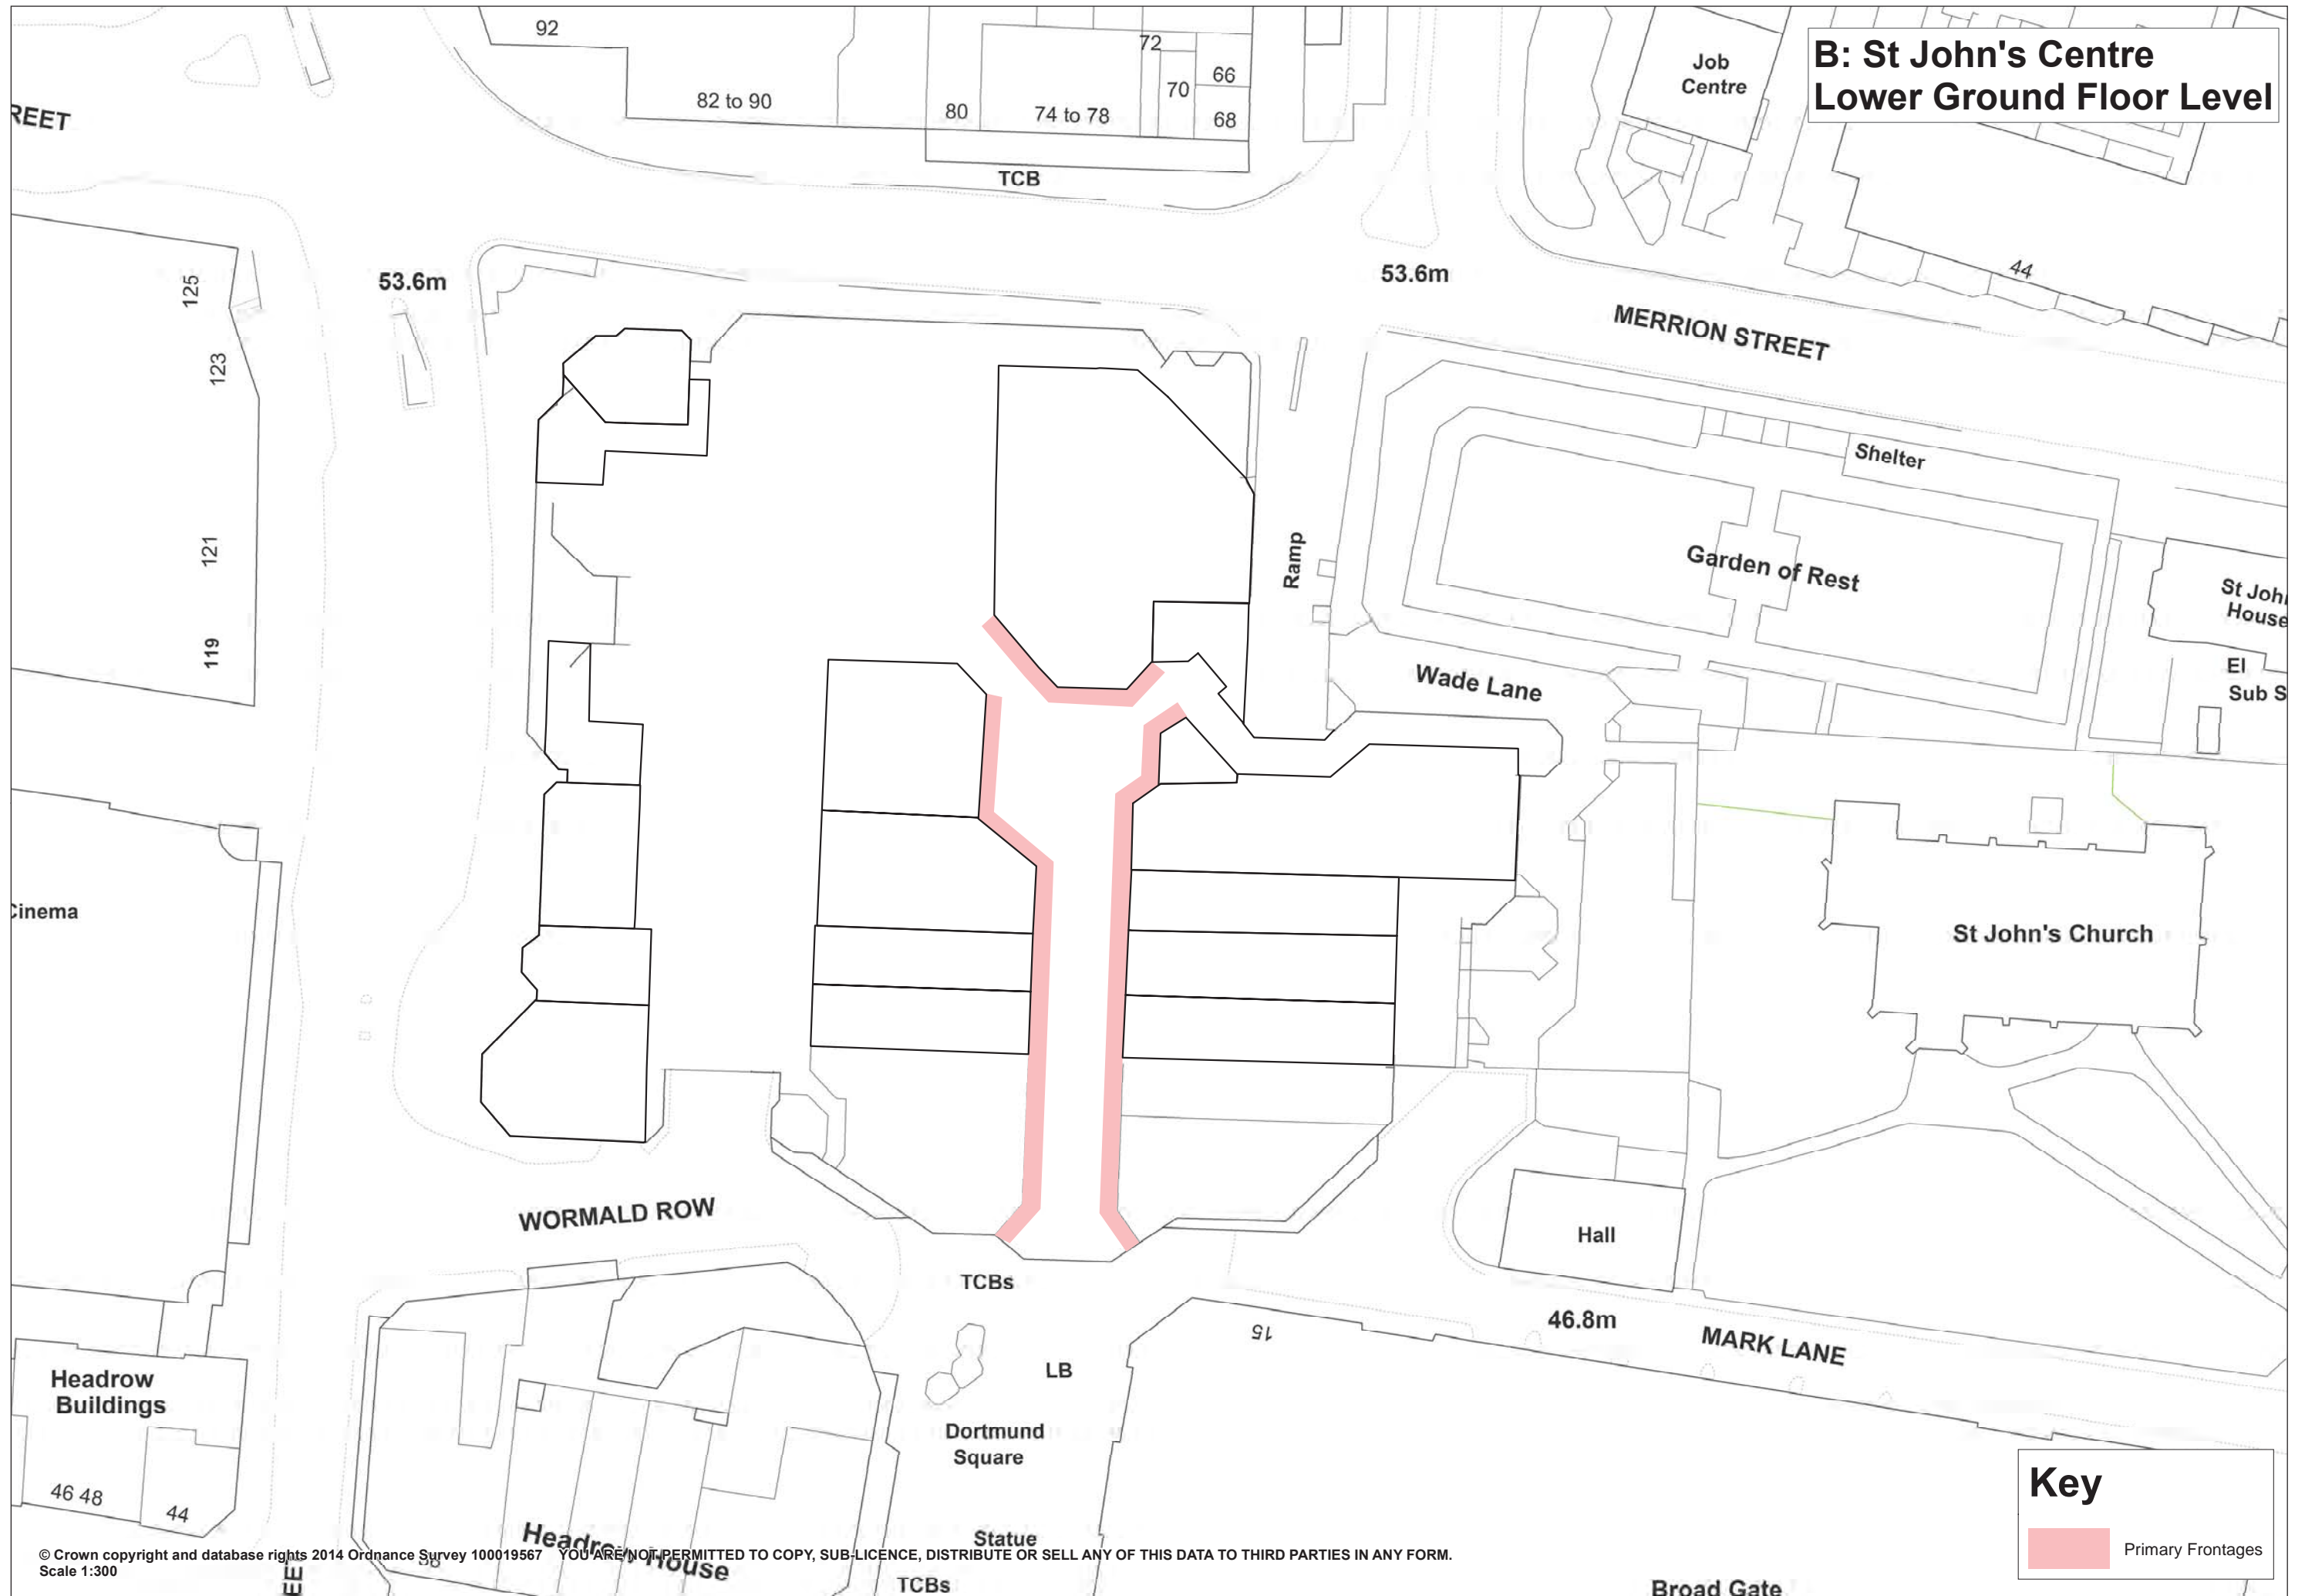 B: St John's Centre
Lower Ground Floor Level
92
82 to 90
80
74 to 78
72
70
66
68
TCB
Job
Centre
REET
53.6m
53.6m
44
MERRION STREET
125
123
121
119
Shelter
Garden of Rest
Ramp
St John
House
El
Sub S
Wade Lane
Cinema
St John's Church
WORMALD ROW
Hall
TCBs
15
46.8m
MARK LANE
LB
Headrow
Buildings
46 48
44
Dortmund
Square
Statue
Headrow House
TCBs
EET
Broad Gate
Key
Primary Frontages
© Crown copyright and database rights 2014 Ordnance Survey 100019567 YOU ARE NOT PERMITTED TO COPY, SUB-LICENCE, DISTRIBUTE OR SELL ANY OF THIS DATA TO THIRD PARTIES IN ANY FORM.
Scale 1:300